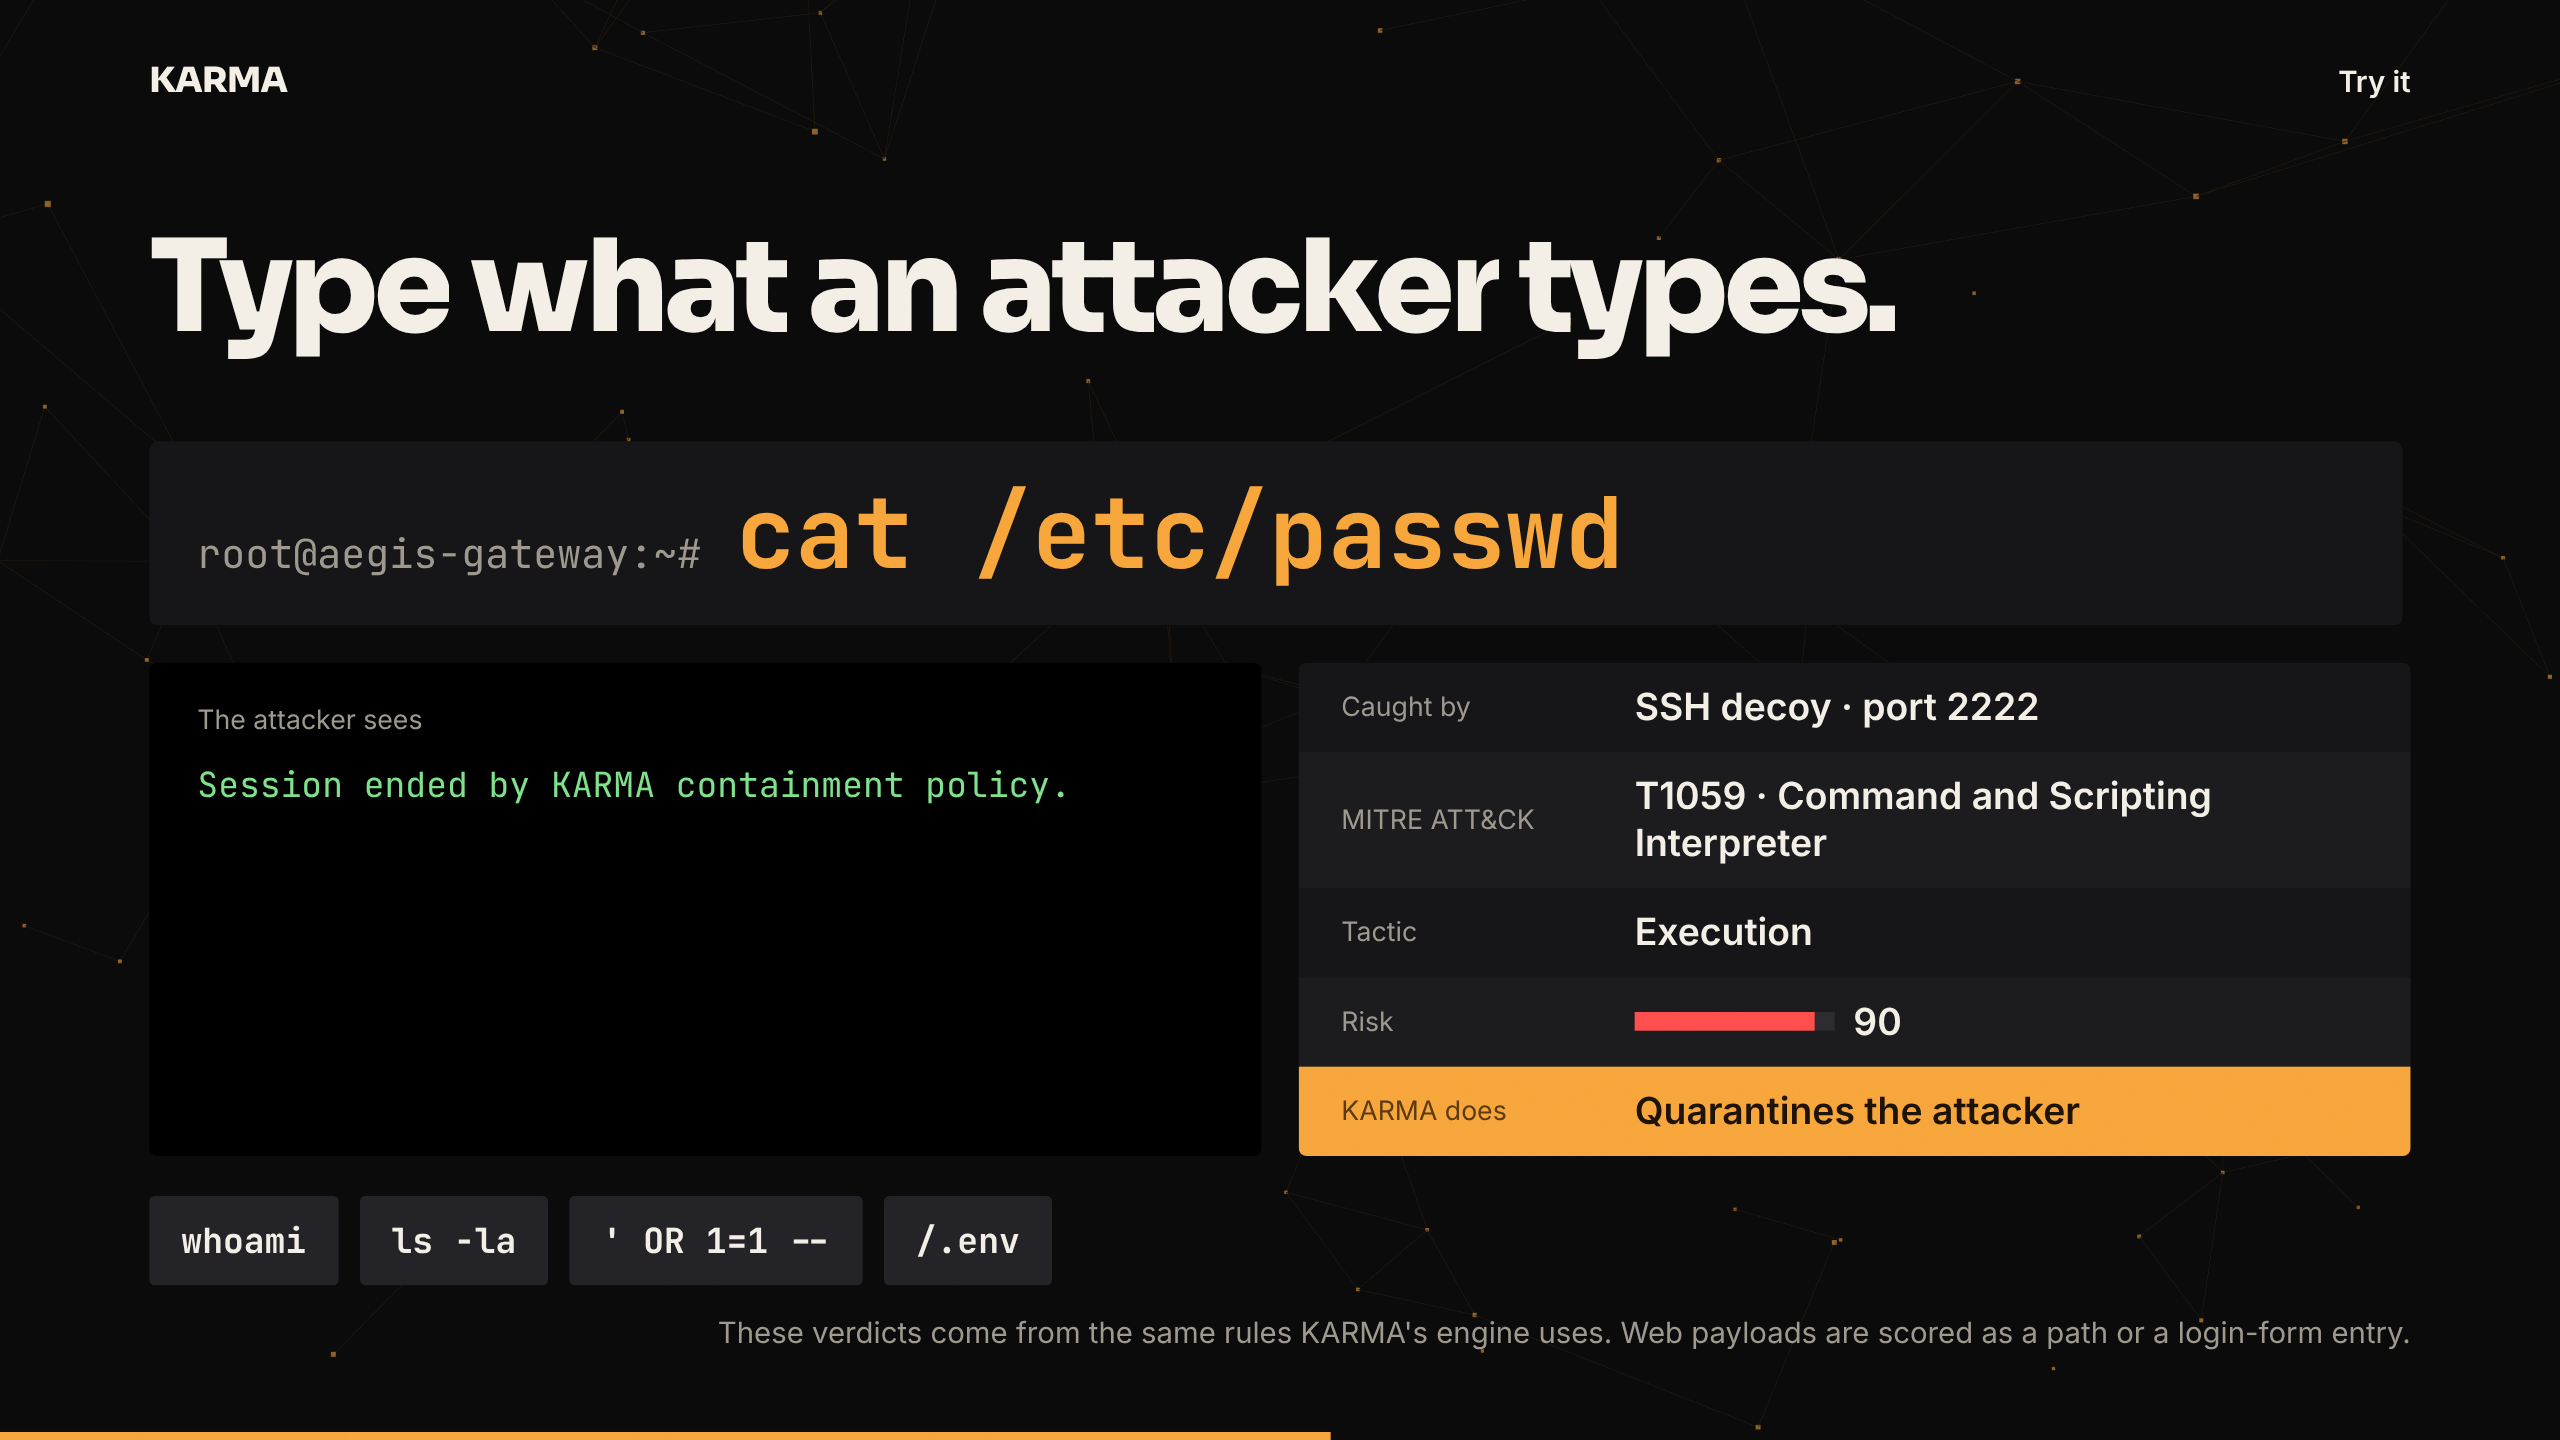 KARMA
Try it
Type what an attacker types.
root@aegis-gateway:~# cat /etc/passwd
The attacker sees
Session ended by KARMA containment policy.
Caught by SSH decoy · port 2222
MITRE ATT&CK T1059 · Command and Scripting
Interpreter
Tactic Execution
Risk 90
KARMA does Quarantines the attacker
whoami
ls -la
' OR 1=1 --
/.env
These verdicts come from the same rules KARMA's engine uses. Web payloads are scored as a path or a login-form entry.